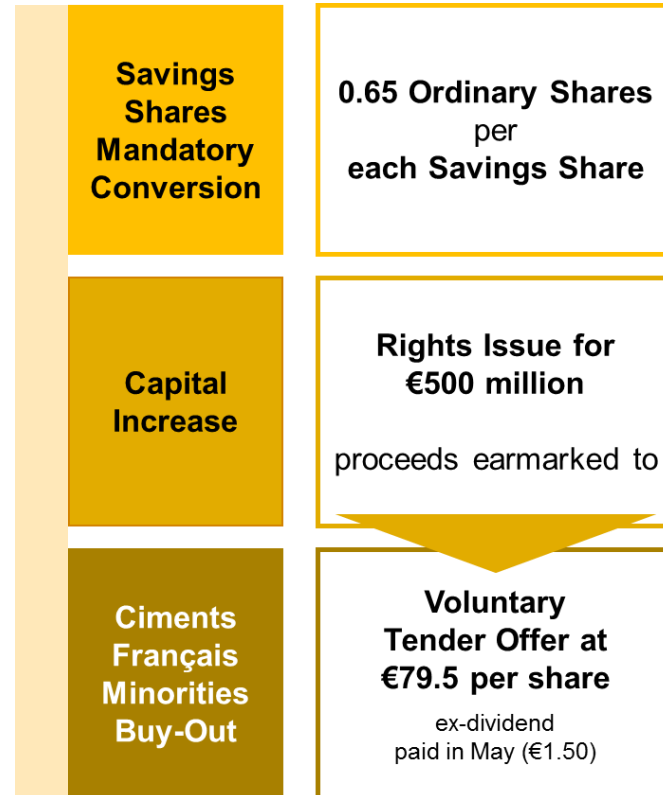 Savings
Shares
Mandatory
Conversion
0.65 Ordinary Shares
per
each Savings Share
Capital
Increase
Rights Issue for
€500 million
proceeds earmarked to
Ciments
Français
Minorities
Buy-Out
Voluntary
Tender Offer at
€79.5 per share
ex-dividend
paid in May (€1.50)